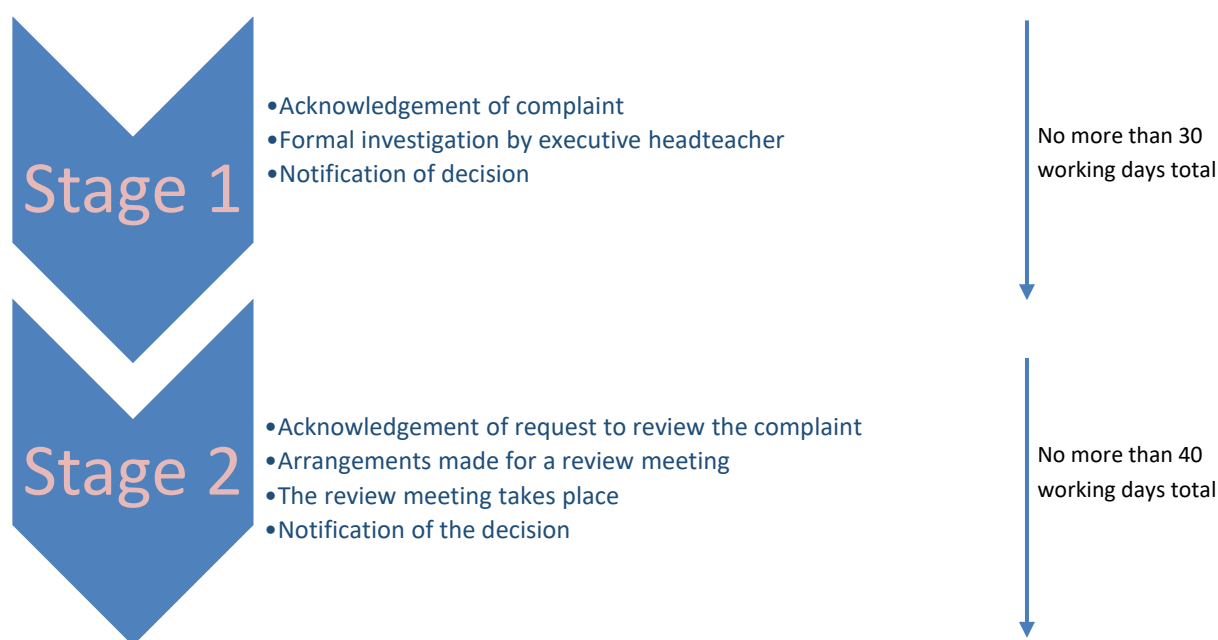 Stage 1
•Acknowledgement of complaint
•Formal investigation by executive headteacher
•Notification of decision
No more than 30
working days total
Stage 2
•Acknowledgement of request to review the complaint
•Arrangements made for a review meeting
•The review meeting takes place
•Notification of the decision
No more than 40
working days total